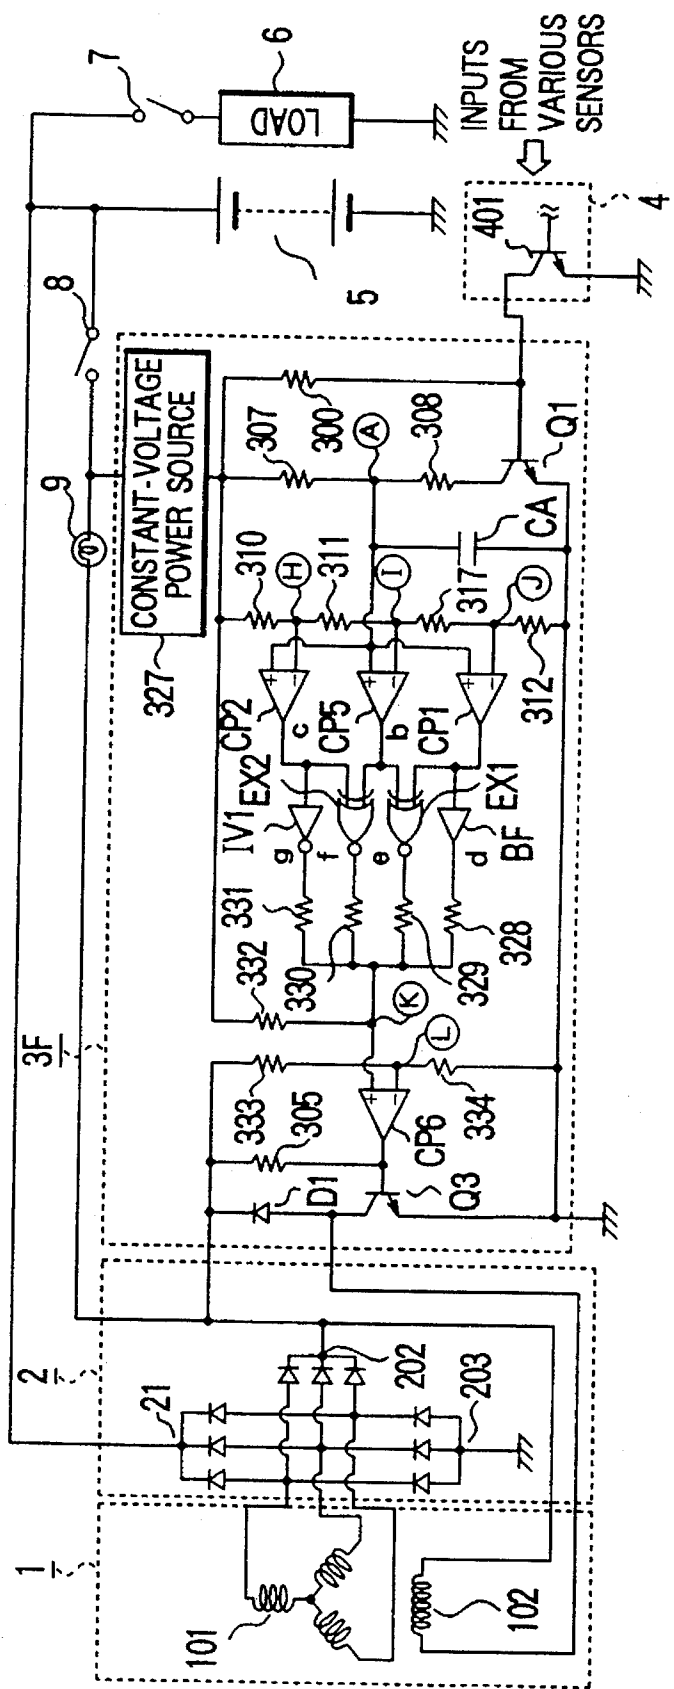 1
101
102
2
21
202
203
3F
D1
305
333
332
Q3
CP6
334
L
K
331
330
329
328
IV1
g
EX2
f
e
EX1
d
BF
CP2
c
CP5
b
CP1
327
CONSTANT-VOLTAGE
POWER SOURCE
310
H
311
I
317
J
312
307
A
308
300
CA
Q1
9
8
5
7
6
LOAD
401
4
INPUTS
FROM
VARIOUS
SENSORS